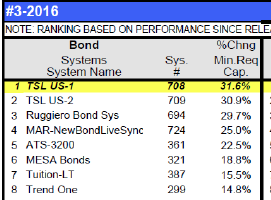 #3-2016
NOTE: RANKING BASED ON PERFORMANCE SINCE RELEA
Bond %Chng
Systems Sys. Min.Req
System Name # Cap.
1 TSL US-1 708 31.6%
2 TSL US-2 709 30.9%
3 Ruggiero Bond Sys 694 29.7%
4 MAR-NewBondLiveSync 724 25.0%
5 ATS-3200 361 22.5%
6 MESA Bonds 321 18.8%
7 Tuition-LT 387 15.5%
8 Trend One 299 14.8%